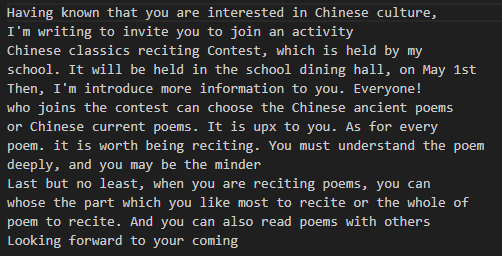 Having known that you are interested in Chinese culture,
I'm writing to invite you to join an activity
Chinese classics reciting Contest, which is held by my
school. It will be held in the school dining hall, on May 1st
Then, I'm introduce more information to you. Everyone!
who joins the contest can choose the Chinese ancient poems
or Chinese current poems. It is upx to you. As for every
poem. it is worth being reciting. You must understand the poem
deeply, and you may be the minder
Last but no least, when you are reciting poems, you can
whose the part which you like most to recite or the whole of
poem to recite. And you can also read poems with others
Looking forward to your coming